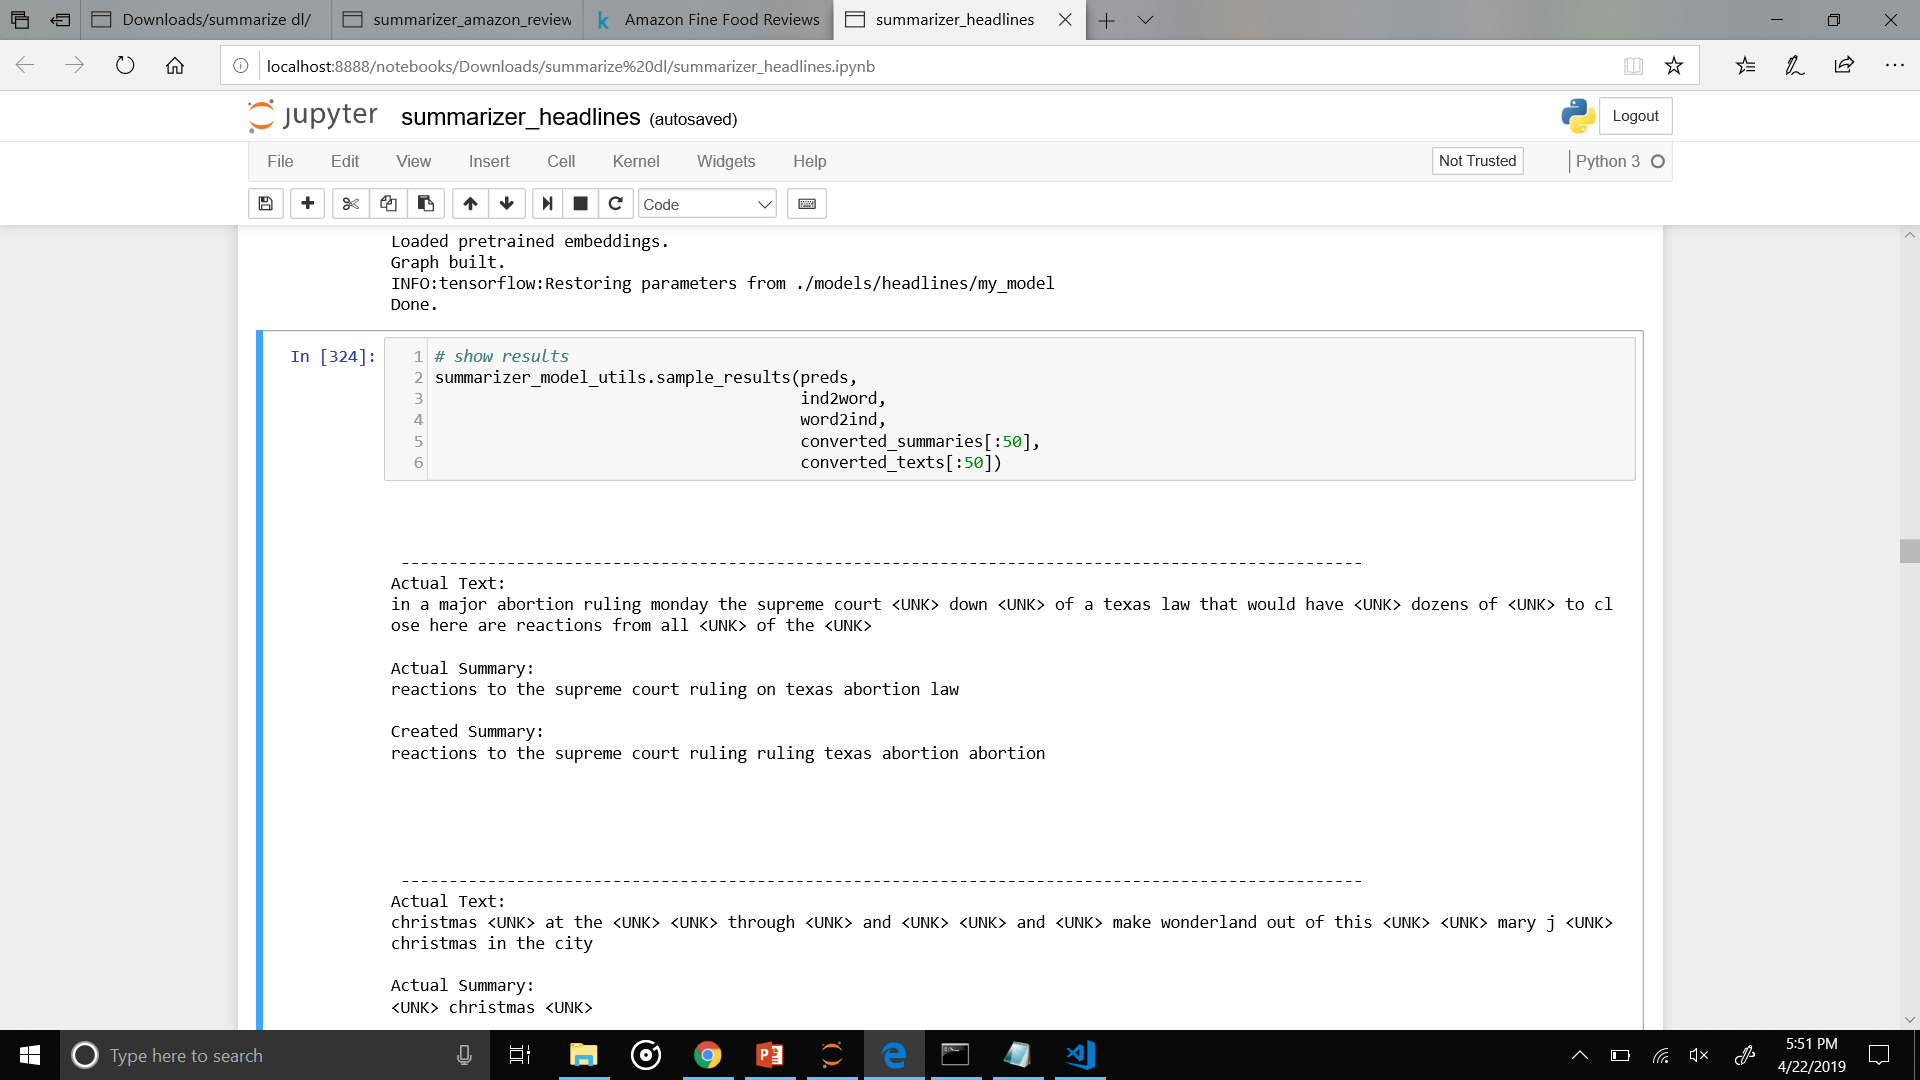 Downloads/summarize dl/
summarizer_amazon_review
Amazon Fine Food Reviews
summarizer_headlines
localhost:8888/notebooks/Downloads/summarize%20dl/summarizer_headlines.ipynb
jupyter summarizer_headlines (autosaved)
Logout
File Edit View Insert Cell Kernel Widgets Help
Not Trusted
Python 3
Code
Loaded pretrained embeddings.
Graph built.
INFO:tensorflow:Restoring parameters from ./models/headlines/my_model
Done.
In [324]:
1 # show results
2 summarizer_model_utils.sample_results(preds,
3 ind2word,
4 word2ind,
5 converted_summaries[:50],
6 converted_texts[:50])
----------------------------------------------------------------------------------------------------
Actual Text:
in a major abortion ruling monday the supreme court <UNK> down <UNK> of a texas law that would have <UNK> dozens of <UNK> to cl
ose here are reactions from all <UNK> of the <UNK>
Actual Summary:
reactions to the supreme court ruling on texas abortion law
Created Summary:
reactions to the supreme court ruling ruling texas abortion abortion
----------------------------------------------------------------------------------------------------
Actual Text:
christmas <UNK> at the <UNK> <UNK> through <UNK> and <UNK> <UNK> and <UNK> make wonderland out of this <UNK> <UNK> mary j <UNK>
christmas in the city
Actual Summary:
<UNK> christmas <UNK>
Type here to search
5:51 PM
4/22/2019